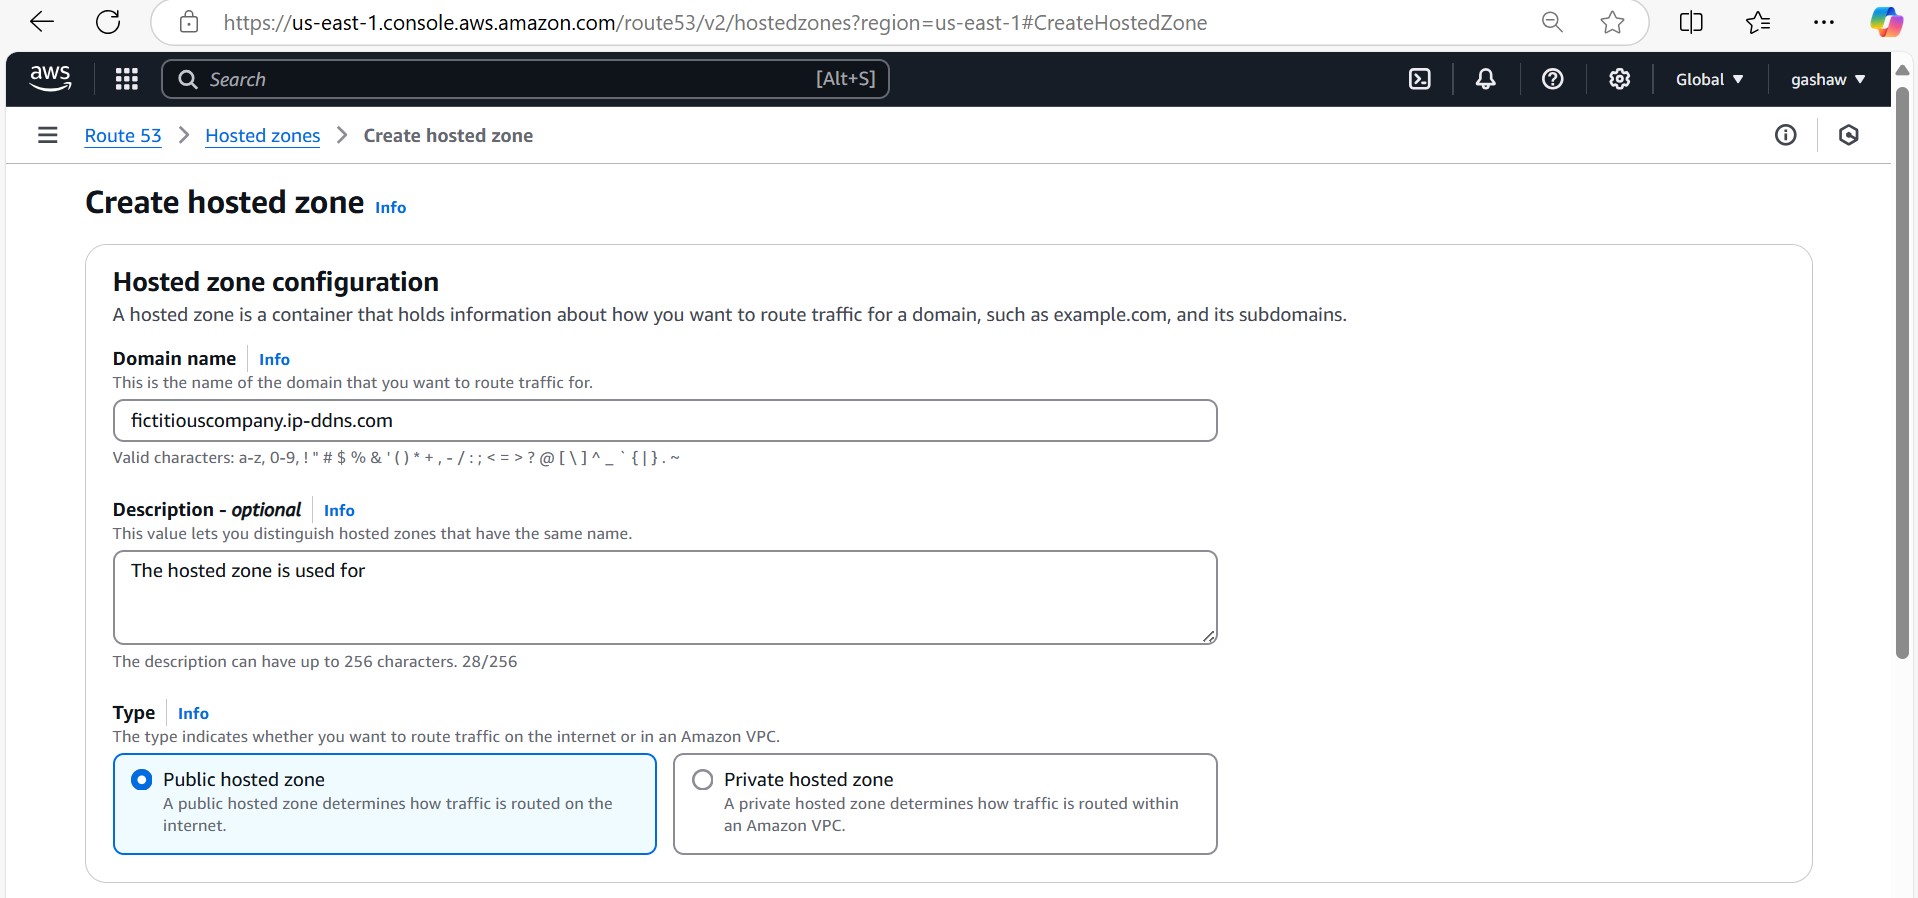 https://us-east-1.console.aws.amazon.com/route53/v2/hostedzones?region=us-east-1#CreateHostedZone
aws
Search
[Alt+S]
Global
gashaw
Route 53
Hosted zones
Create hosted zone
Create hosted zone Info
Hosted zone configuration
A hosted zone is a container that holds information about how you want to route traffic for a domain, such as example.com, and its subdomains.
Domain name Info
This is the name of the domain that you want to route traffic for.
fictitiouscompany.ip-ddns.com
Valid characters: a-z, 0-9, ! " # $ % & ' ( ) * + , - / : ; < = > ? @ [ \ ] ^ _ ` { | } . ~
Description - optional Info
This value lets you distinguish hosted zones that have the same name.
The hosted zone is used for
The description can have up to 256 characters. 28/256
Type Info
The type indicates whether you want to route traffic on the internet or in an Amazon VPC.
Public hosted zone
A public hosted zone determines how traffic is routed on the
internet.
Private hosted zone
A private hosted zone determines how traffic is routed within
an Amazon VPC.